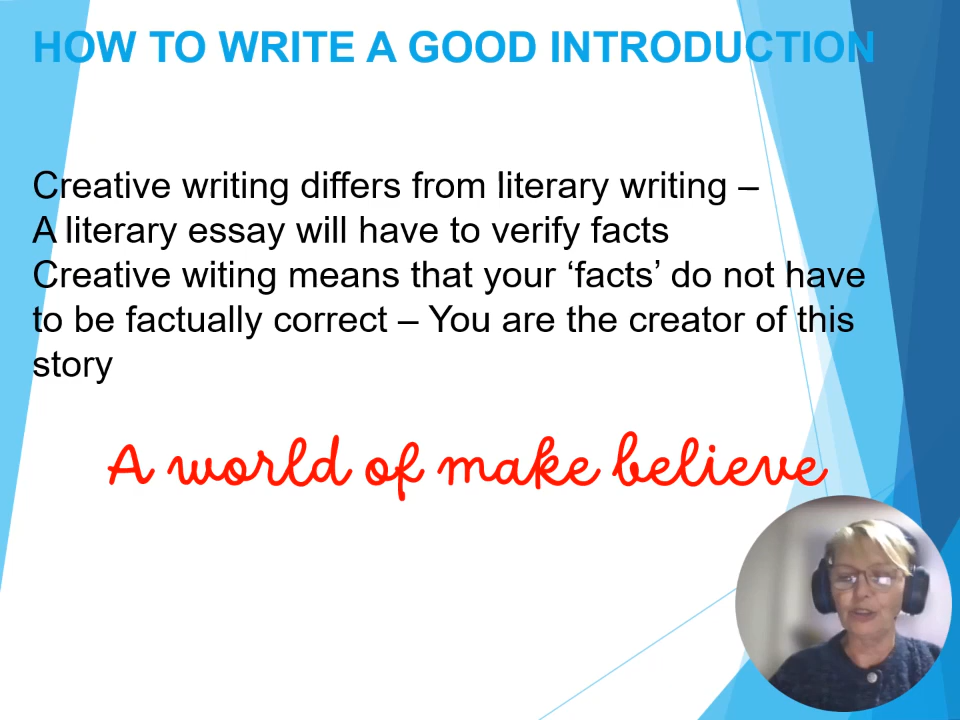 HOW TO WRITE A GOOD INTRODUCTION
Creative writing differs from literary writing –
A literary essay will have to verify facts
Creative witing means that your ‘facts’ do not have
to be factually correct – You are the creator of this
story
A world of make believe